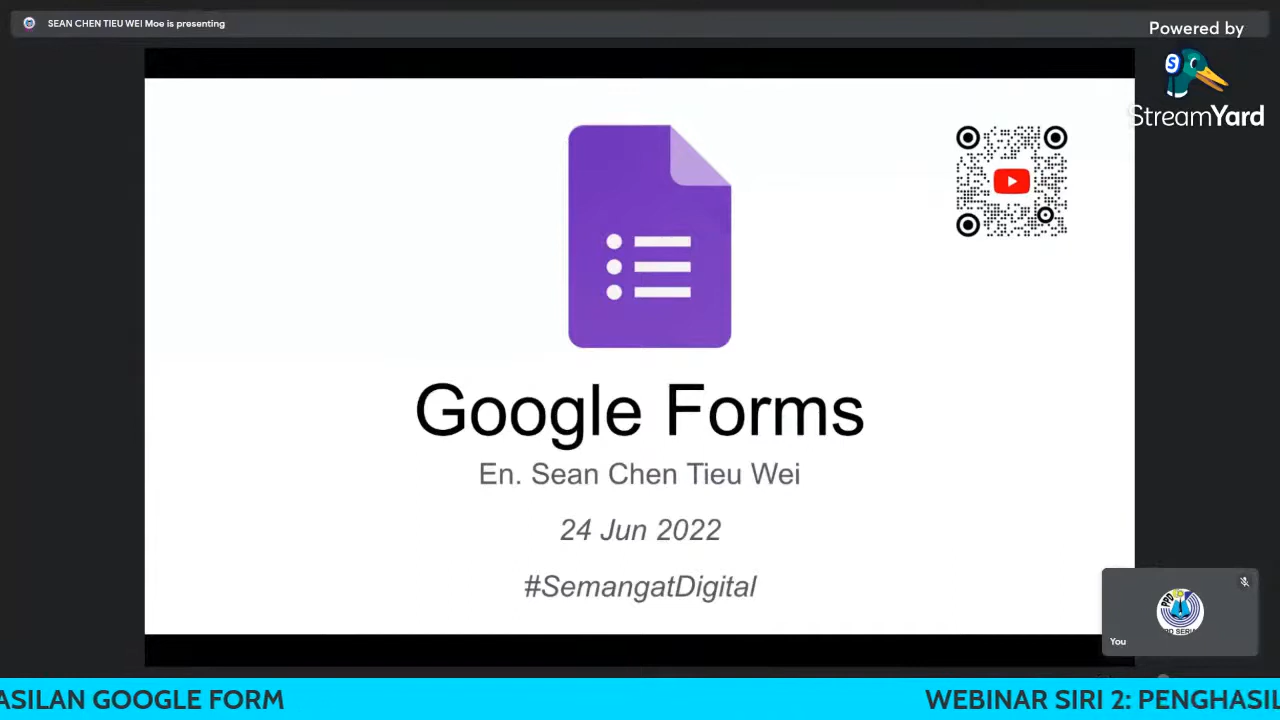 SEAN CHEN TIEU WEI Moe is presenting
Powered by
StreamYard
Google Forms
En. Sean Chen Tieu Wei
24 Jun 2022
#SemangatDigital
PPD
You
ASILAN GOOGLE FORM
WEBINAR SIRI 2: PENGHASIL